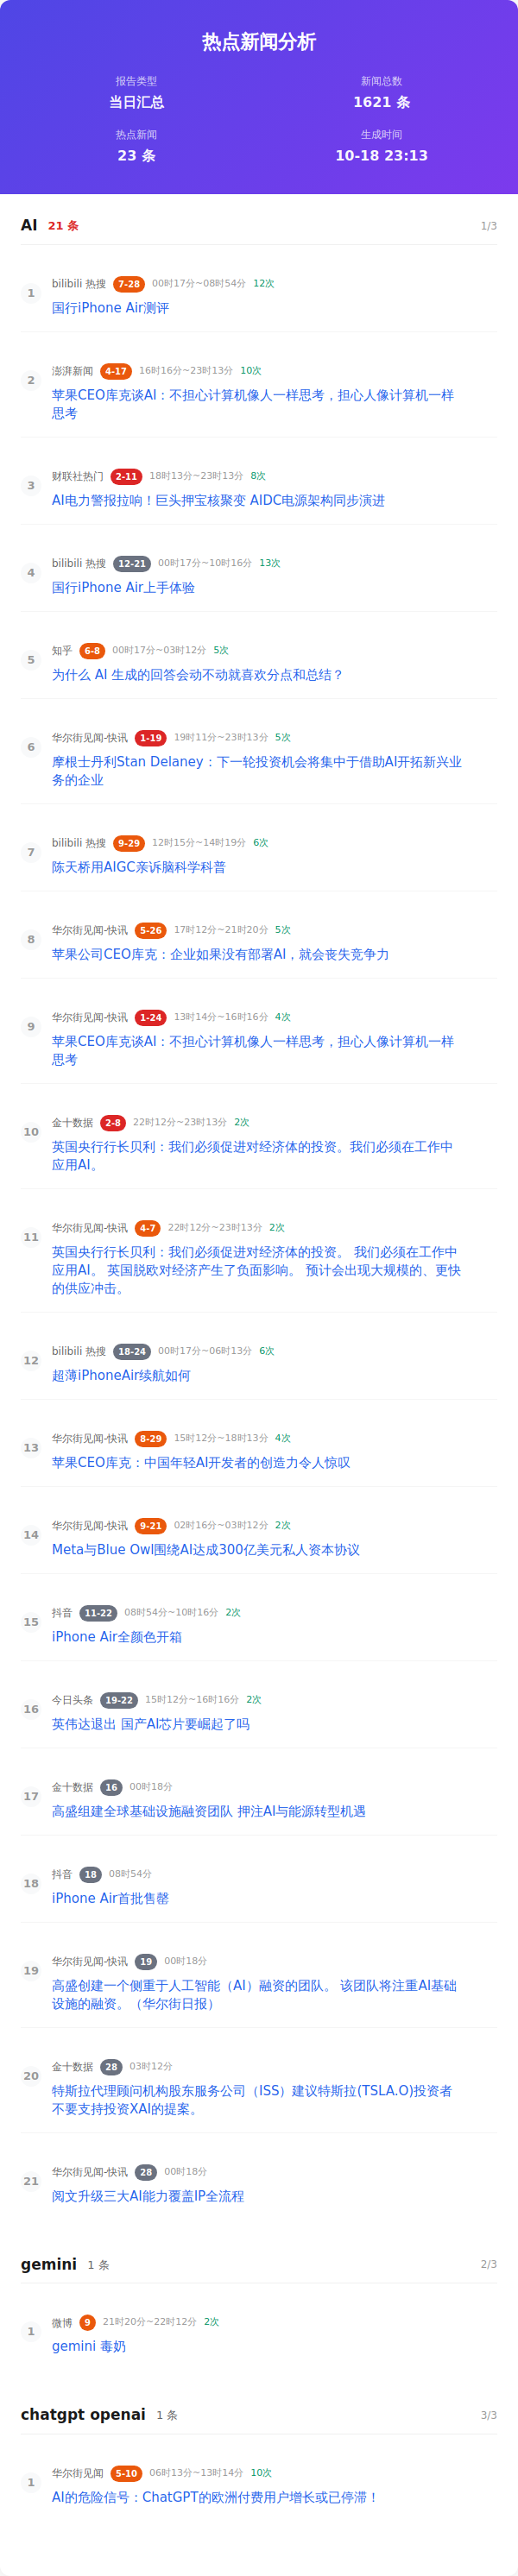 热点新闻分析
报告类型
新闻总数
当日汇总
1621 条
热点新闻
生成时间
23 条
10-18 23:13
AI 21 条 1/3
1
bilibili 热搜 7-28 00时17分~08时54分 12次
国行iPhone Air测评
2
澎湃新闻 4-17 16时16分~23时13分 10次
苹果CEO库克谈AI：不担心计算机像人一样思考，担心人像计算机一样
思考
3
财联社热门 2-11 18时13分~23时13分 8次
AI电力警报拉响！巨头押宝核聚变 AIDC电源架构同步演进
4
bilibili 热搜 12-21 00时17分~10时16分 13次
国行iPhone Air上手体验
5
知乎 6-8 00时17分~03时12分 5次
为什么 AI 生成的回答会动不动就喜欢分点和总结？
6
华尔街见闻-快讯 1-19 19时11分~23时13分 5次
摩根士丹利Stan Delaney：下一轮投资机会将集中于借助AI开拓新兴业
务的企业
7
bilibili 热搜 9-29 12时15分~14时19分 6次
陈天桥用AIGC亲诉脑科学科普
8
华尔街见闻-快讯 5-26 17时12分~21时20分 5次
苹果公司CEO库克：企业如果没有部署AI，就会丧失竞争力
9
华尔街见闻-快讯 1-24 13时14分~16时16分 4次
苹果CEO库克谈AI：不担心计算机像人一样思考，担心人像计算机一样
思考
10
金十数据 2-8 22时12分~23时13分 2次
英国央行行长贝利：我们必须促进对经济体的投资。我们必须在工作中
应用AI。
11
华尔街见闻-快讯 4-7 22时12分~23时13分 2次
英国央行行长贝利：我们必须促进对经济体的投资。 我们必须在工作中
应用AI。 英国脱欧对经济产生了负面影响。 预计会出现大规模的、更快
的供应冲击。
12
bilibili 热搜 18-24 00时17分~06时13分 6次
超薄iPhoneAir续航如何
13
华尔街见闻-快讯 8-29 15时12分~18时13分 4次
苹果CEO库克：中国年轻AI开发者的创造力令人惊叹
14
华尔街见闻-快讯 9-21 02时16分~03时12分 2次
Meta与Blue Owl围绕AI达成300亿美元私人资本协议
15
抖音 11-22 08时54分~10时16分 2次
iPhone Air全颜色开箱
16
今日头条 19-22 15时12分~16时16分 2次
英伟达退出 国产AI芯片要崛起了吗
17
金十数据 16 00时18分
高盛组建全球基础设施融资团队 押注AI与能源转型机遇
18
抖音 18 08时54分
iPhone Air首批售罄
19
华尔街见闻-快讯 19 00时18分
高盛创建一个侧重于人工智能（AI）融资的团队。 该团队将注重AI基础
设施的融资。（华尔街日报）
20
金十数据 28 03时12分
特斯拉代理顾问机构股东服务公司（ISS）建议特斯拉(TSLA.O)投资者
不要支持投资XAI的提案。
21
华尔街见闻-快讯 28 00时18分
阅文升级三大AI能力覆盖IP全流程
gemini 1 条 2/3
1
微博 9 21时20分~22时12分 2次
gemini 毒奶
chatgpt openai 1 条 3/3
1
华尔街见闻 5-10 06时13分~13时14分 10次
AI的危险信号：ChatGPT的欧洲付费用户增长或已停滞！